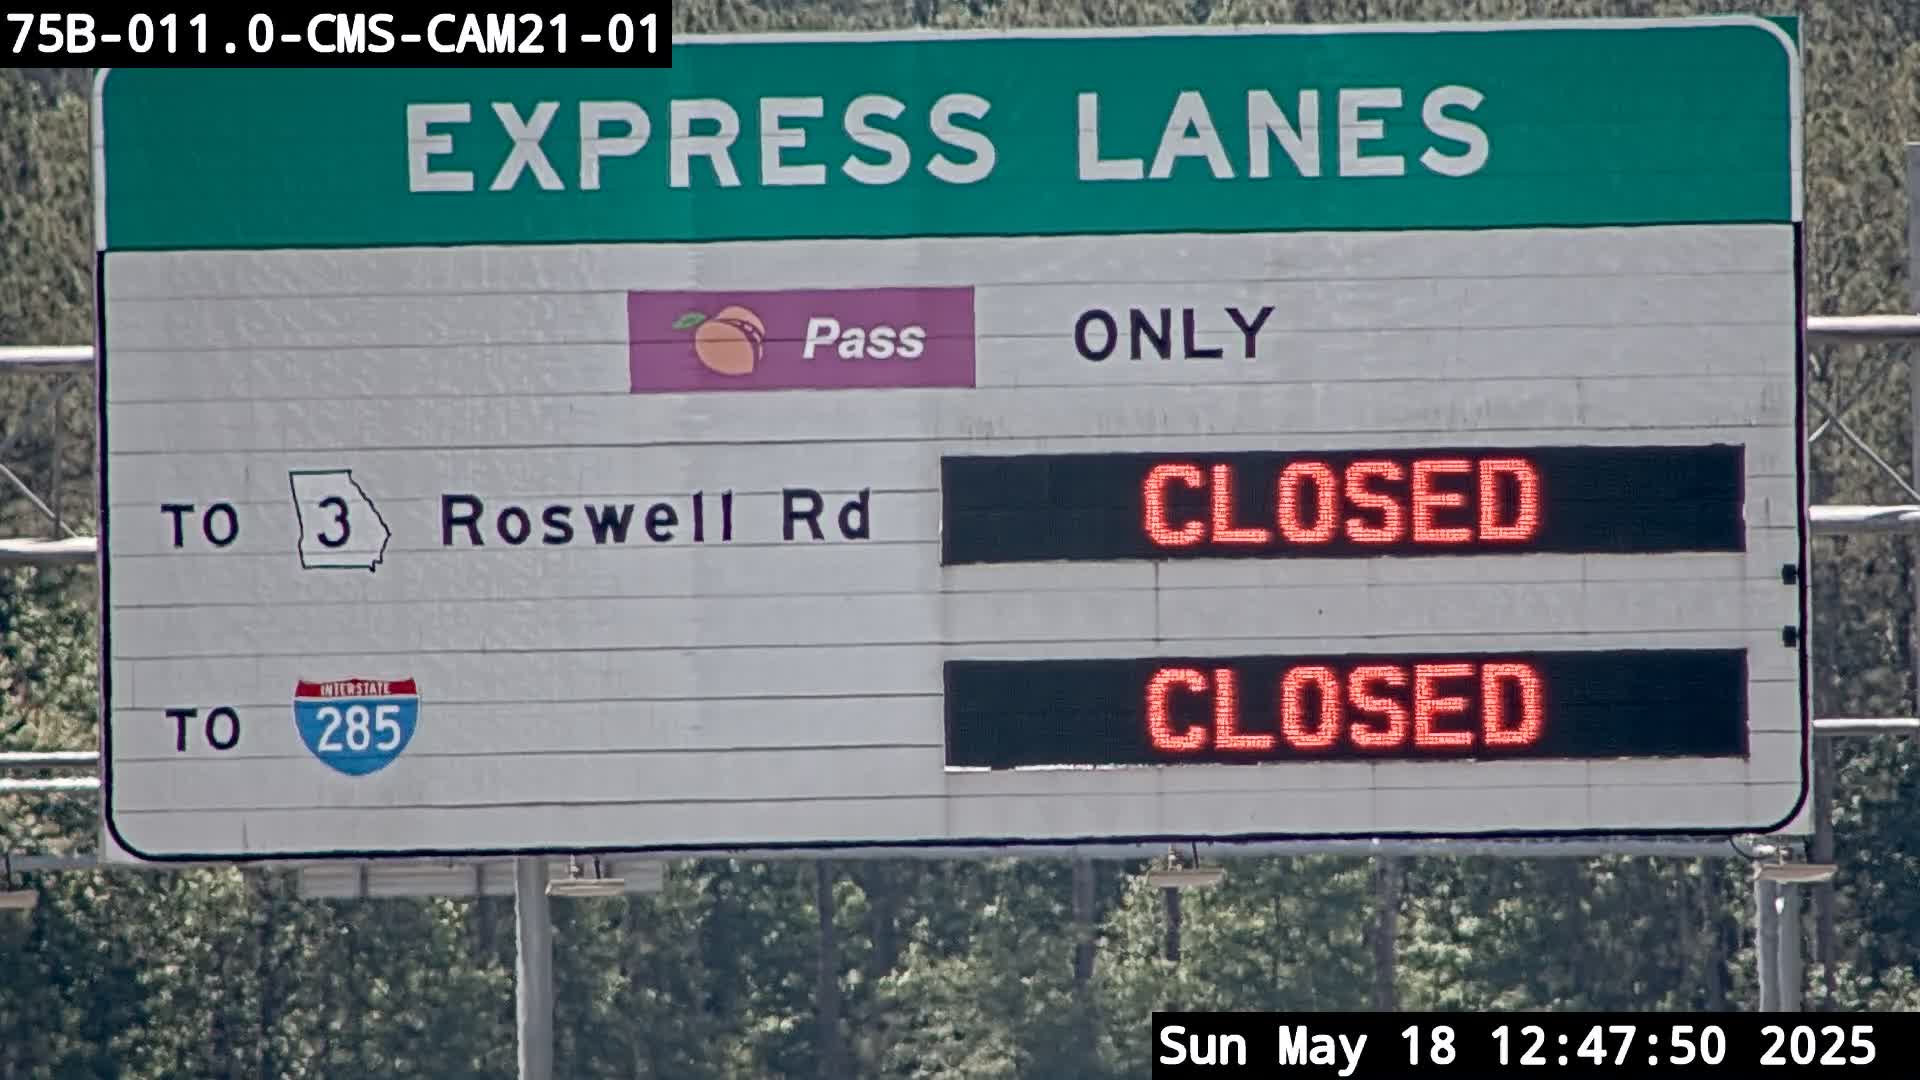 75B-011.0-CMS-CAM21-01
EXPRESS LANES
Pass ONLY
TO 3 Roswell Rd CLOSED
INTERSTATE
TO 285 CLOSED
Sun May 18 12:47:50 2025